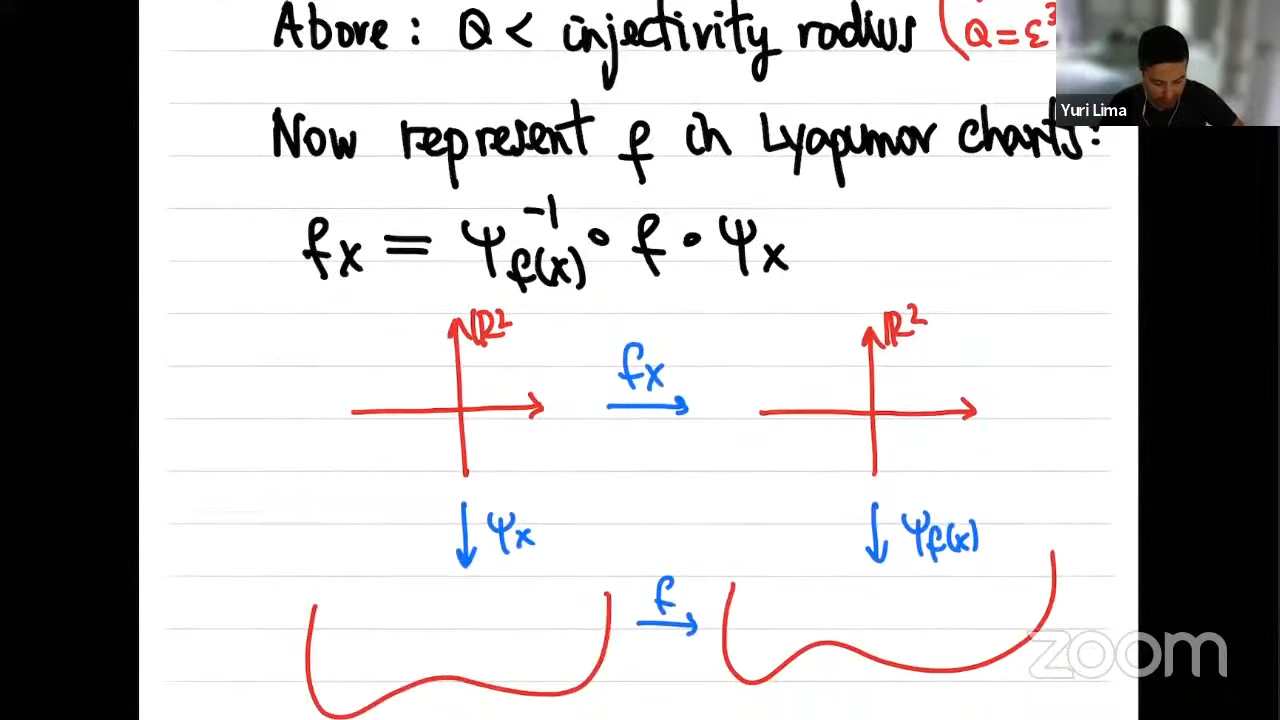 Above : Q < injectivity radius (Q = ε³
Yuri Lima
Now represent f in Lyapunov charts:
fx = Ψ⁻¹f(x) ∘ f ∘ Ψx
ℝ² ℝ²
fx
Ψx Ψf(x)
f
zoom